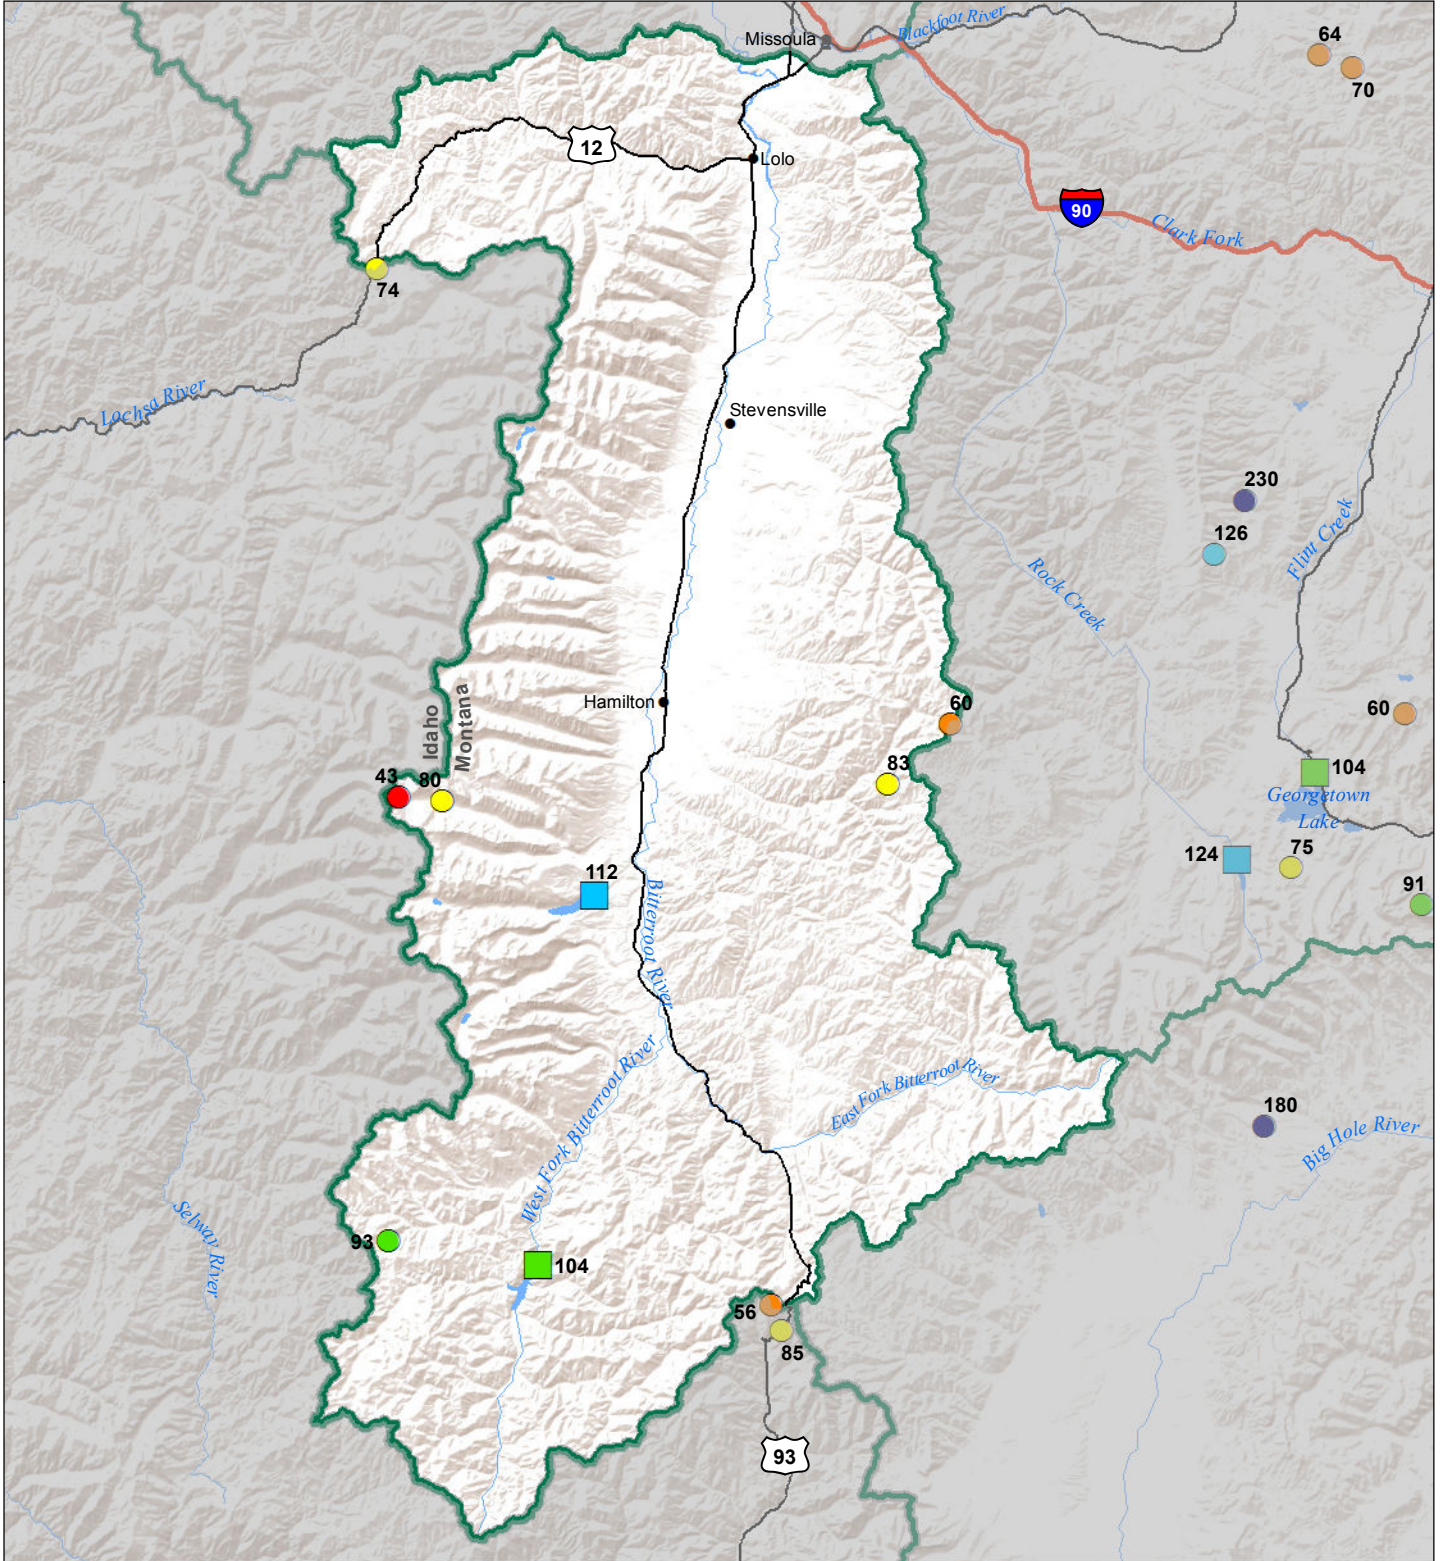 Missoula
Blackfoot River
64
70
12
Lolo
90
Clark Fork
74
Lochsa River
Stevensville
230
126
Flint Creek
Rock Creek
Idaho
Montana
Hamilton
60
60
43
80
83
104
Georgetown
Lake
124
75
112
91
Bitterroot River
West Fork Bitterroot River
East Fork Bitterroot River
180
Big Hole River
Selway River
93
104
56
85
93